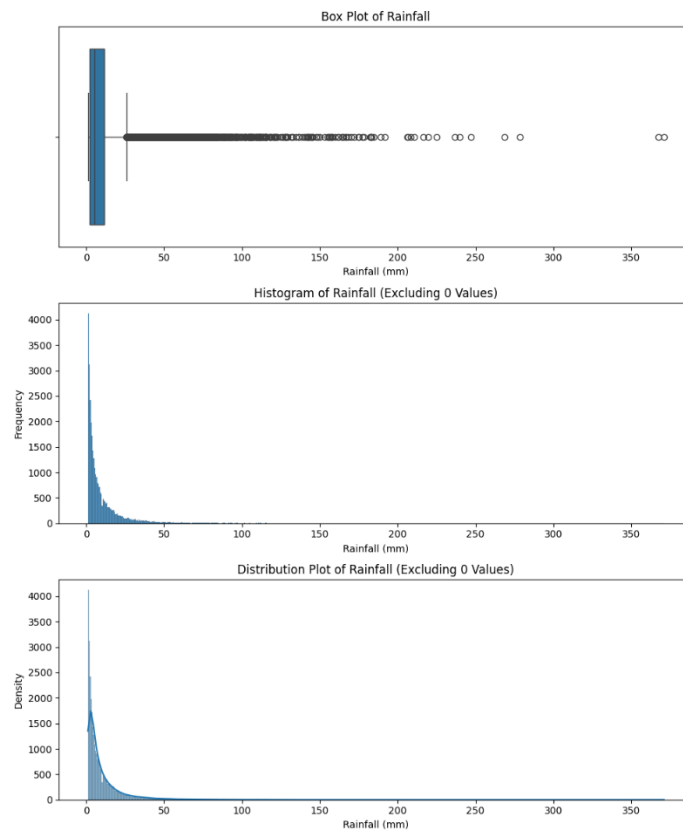 Box Plot of Rainfall
0 50 100 150 200 250 300 350
Rainfall (mm)
Histogram of Rainfall (Excluding 0 Values)
4000
3500
3000
2500
2000
1500
1000
500
0
Frequency
0 50 100 150 200 250 300 350
Rainfall (mm)
Distribution Plot of Rainfall (Excluding 0 Values)
4000
3500
3000
2500
2000
1500
1000
500
0
Density
0 50 100 150 200 250 300 350
Rainfall (mm)